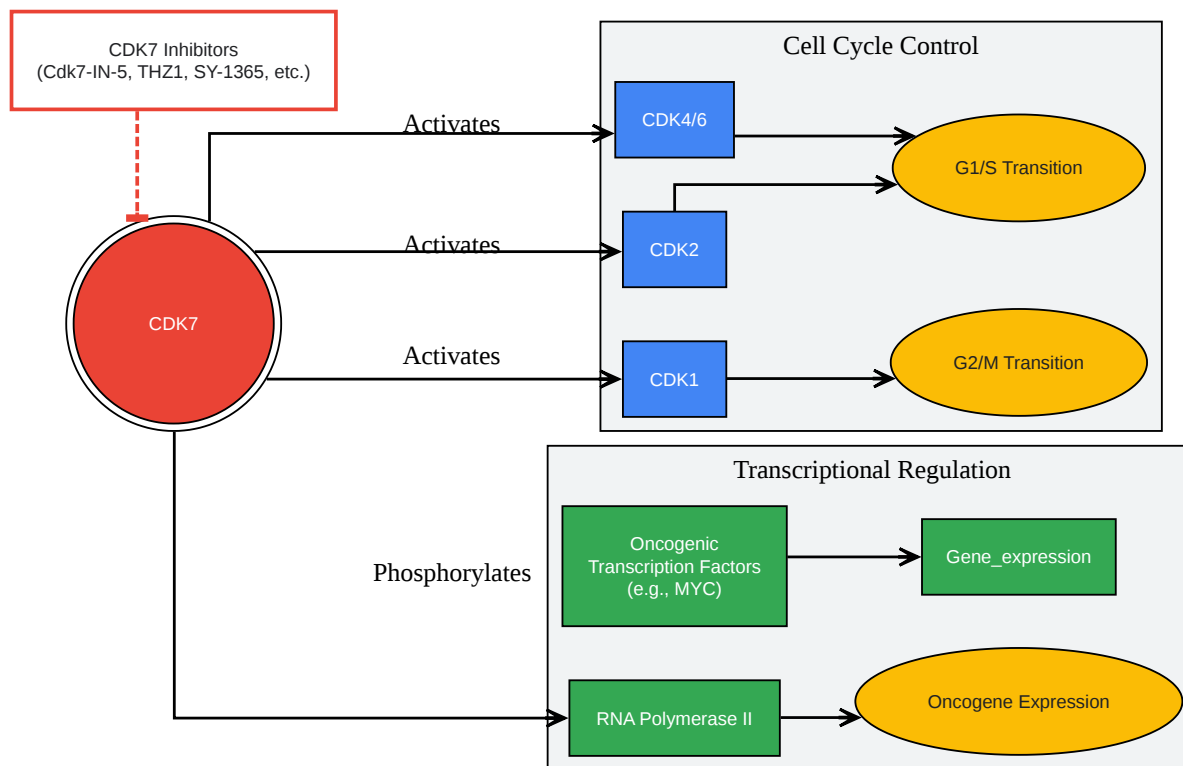 CDK7 Inhibitors
(Cdk7-IN-5, THZ1, SY-1365, etc.)
Cell Cycle Control
Activates
CDK4/6
G1/S Transition
Activates
CDK2
CDK7
Activates
CDK1
G2/M Transition
Transcriptional Regulation
Phosphorylates
Oncogenic
Transcription Factors
(e.g., MYC)
Gene_expression
RNA Polymerase II
Oncogene Expression